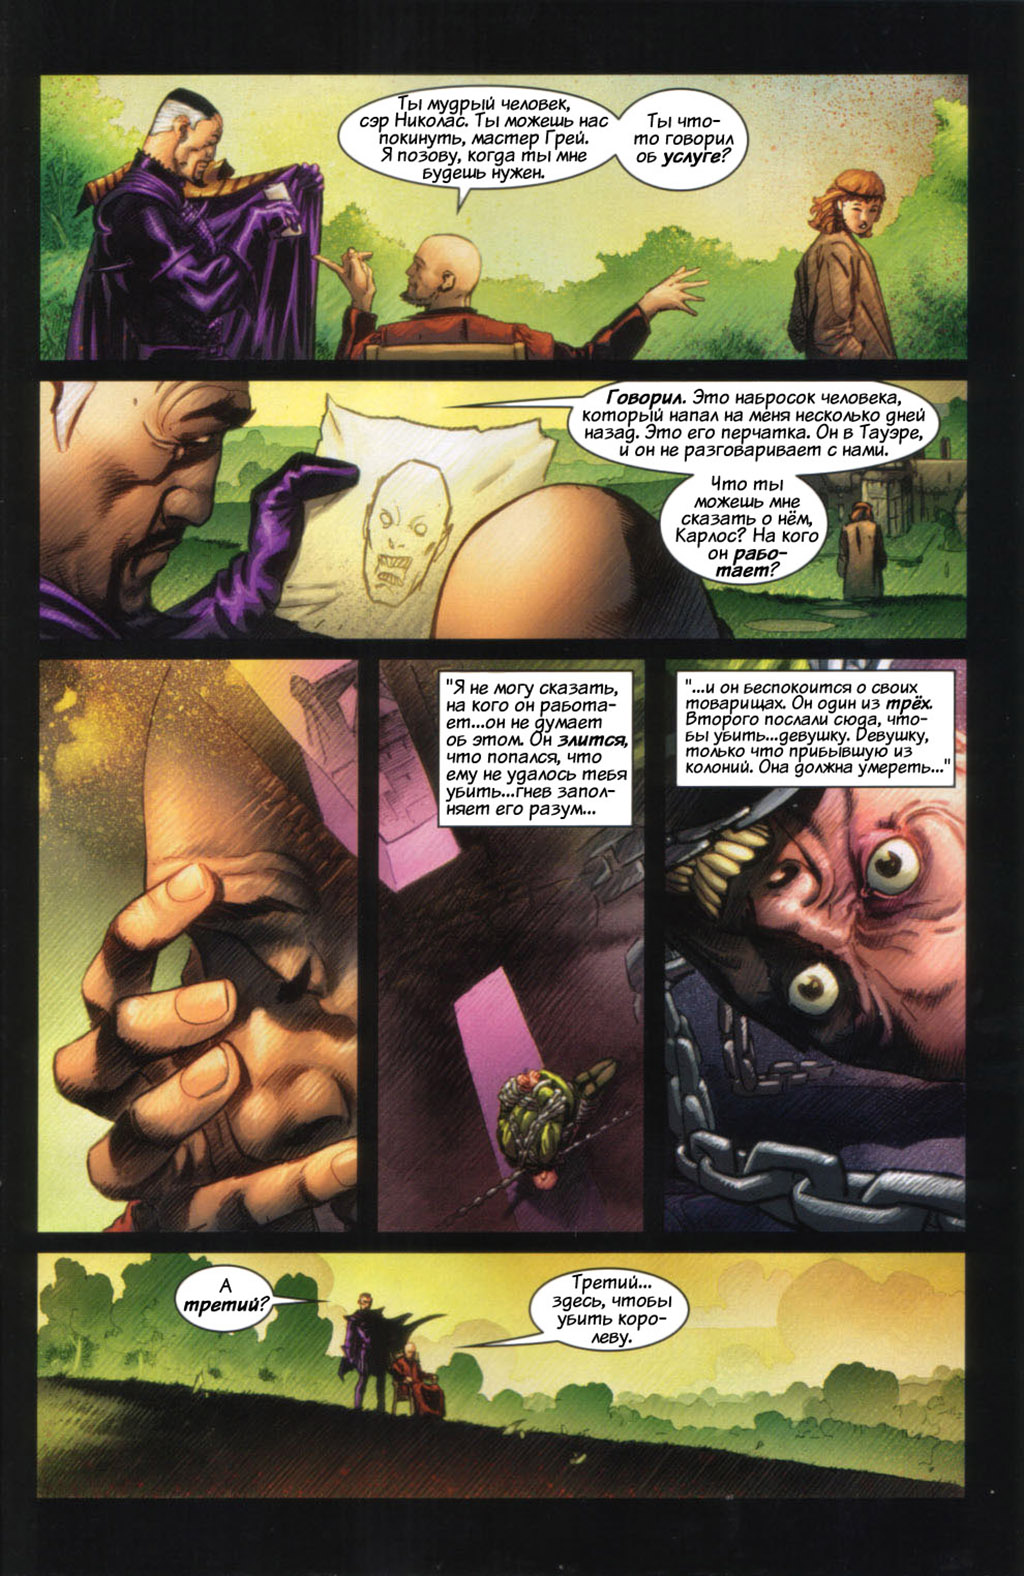 Ты мудрый человек,
сэр Николас. Ты можешь нас
покинуть, мастер Грей.
Я позову, когда ты мне
будешь нужен.
Ты что-
то говорил
об услуге?
Говорил. Это набросок человека,
который напал на меня несколько дней
назад. Это его перчатка. Он в Тауэре,
и он не разговаривает с нами.
Что ты
можешь мне
сказать о нём,
Карлос? На кого
он рабо-
тает?
"Я не могу сказать,
на кого он работа-
ет...он не думает
об этом. Он злится,
что попался, что
ему не удалось тебя
убить...гнев запол-
няет его разум...
"...и он беспокоится о своих
товарищах. Он один из трёх.
Второго послали сюда, что-
бы убить...девушку. Девушку,
только что прибывшую из
колоний. Она должна умереть..."
А
третий?
Третий...
здесь, чтобы
убить коро-
леву.